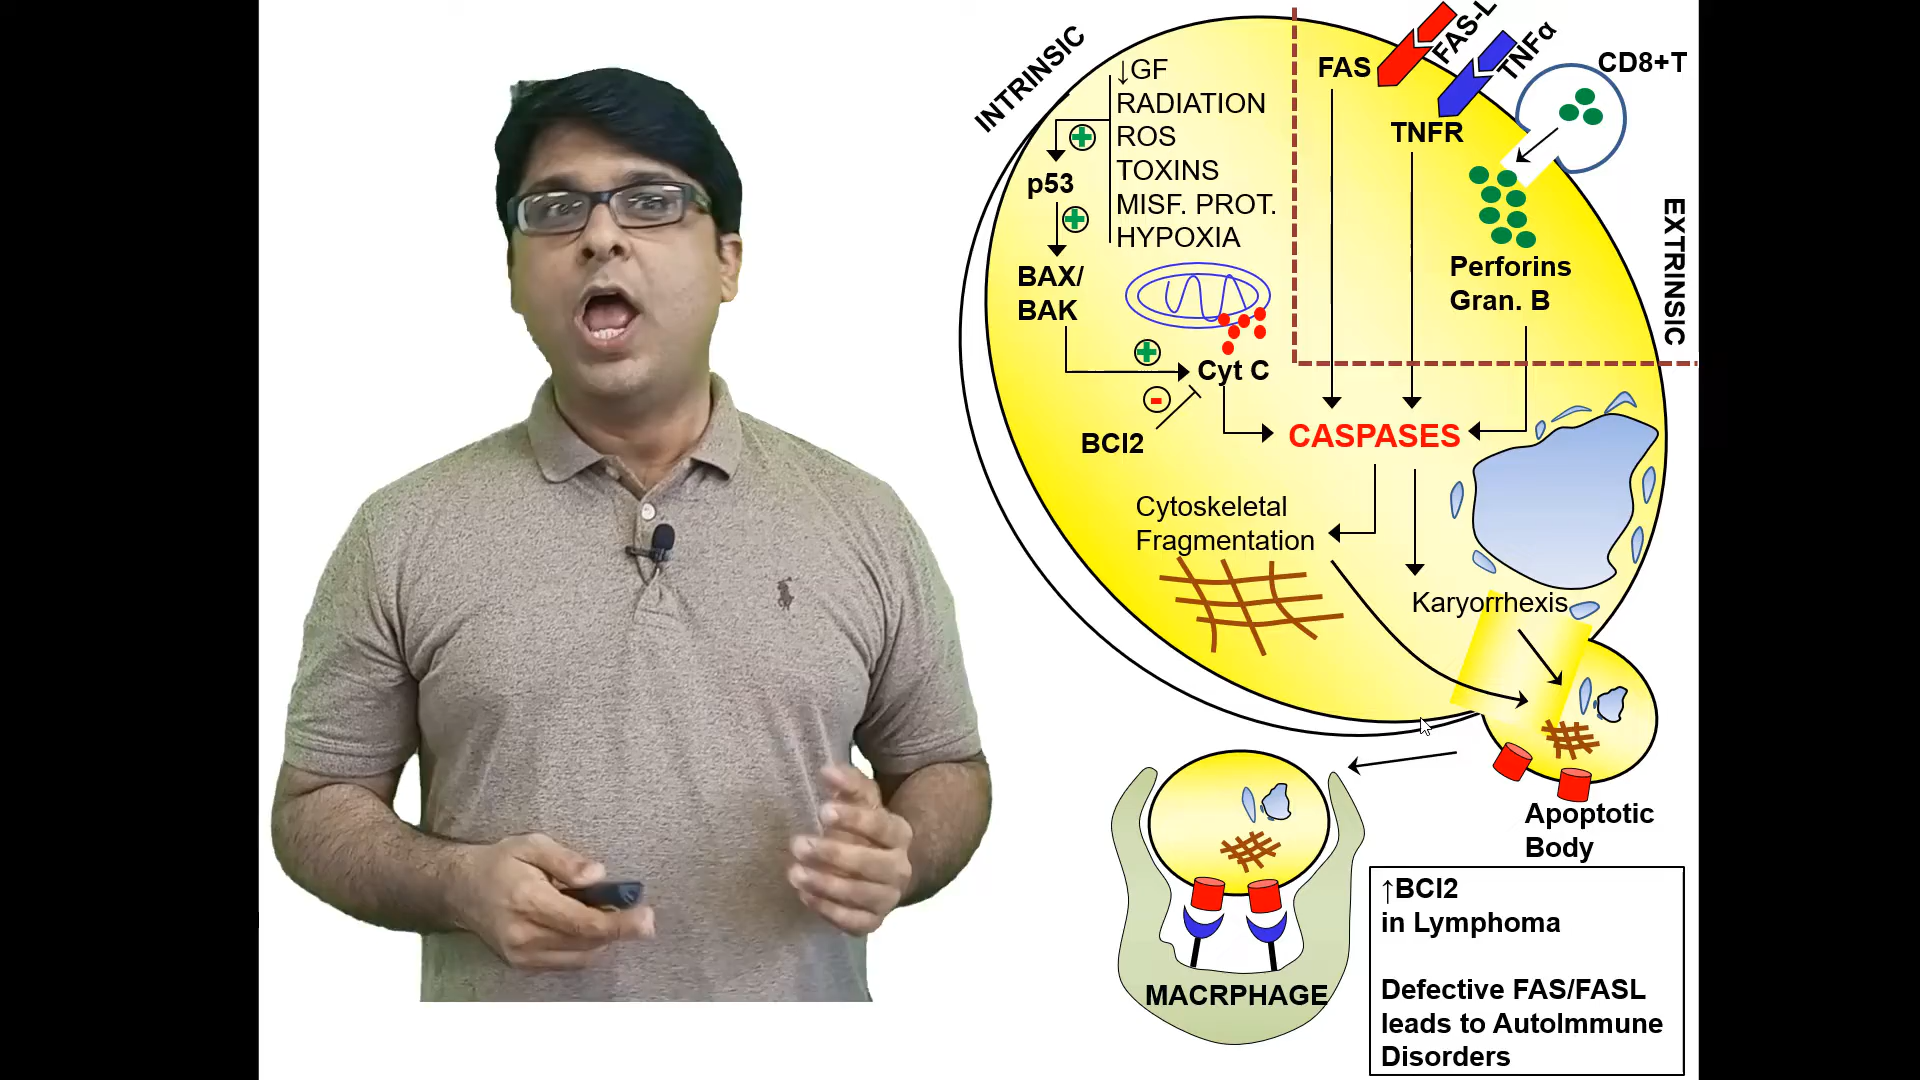 INTRINSIC
↓GF
RADIATION
ROS
TOXINS
MISF. PROT.
HYPOXIA
p53
BAX/
BAK
Cyt C
BCl2
FAS
FAS-L
TNFα
TNFR
CD8+T
Perforins
Gran. B
EXTRINSIC
CASPASES
Cytoskeletal
Fragmentation
Karyorrhexis
Apoptotic
Body
MACRPHAGE
↑BCl2
in Lymphoma
Defective FAS/FASL
leads to AutoImmune
Disorders